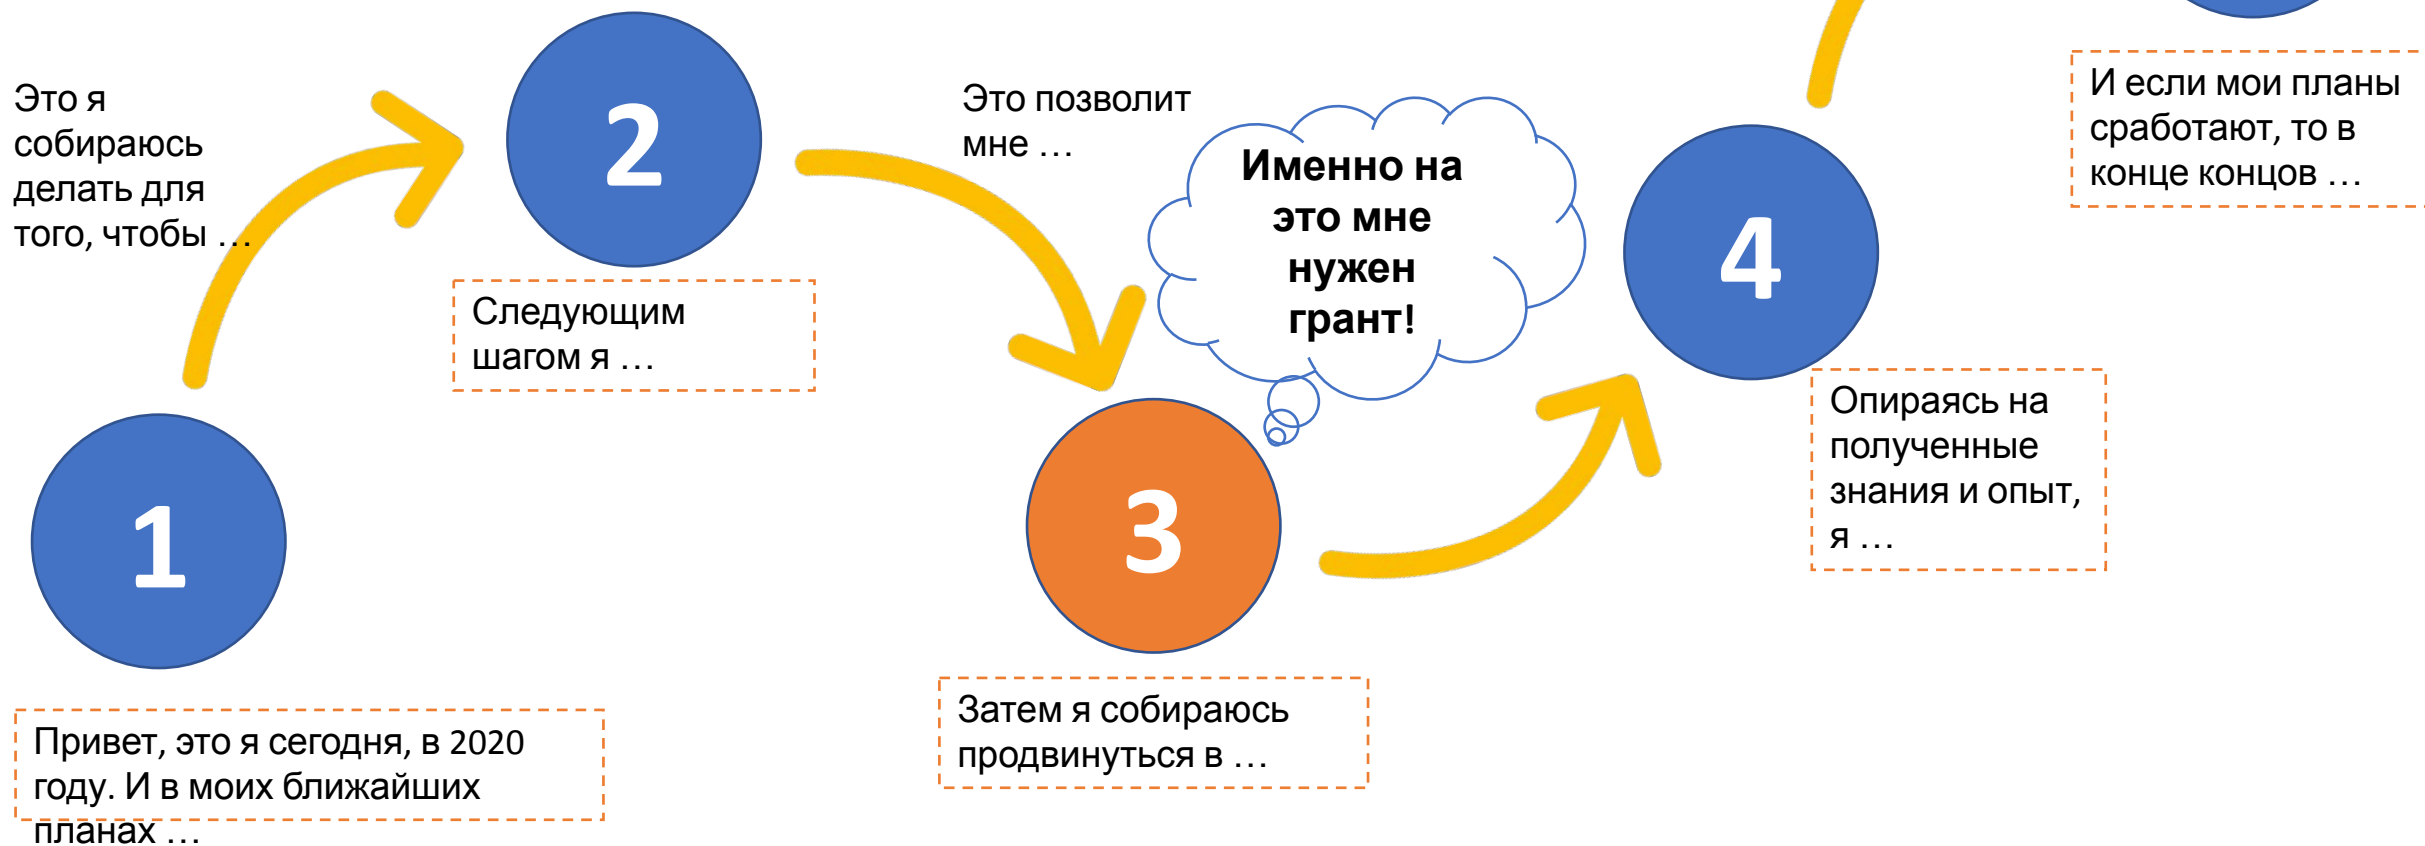 1
Привет, это я сегодня, в 2020
году. И в моих ближайших
планах …
Это я
собираюсь
делать для
того, чтобы …
2
Следующим
шагом я …
Это позволит
мне …
Именно на
это мне
нужен
грант!
3
Затем я собираюсь
продвинуться в …
4
Опираясь на
полученные
знания и опыт,
я …
И если мои планы
сработают, то в
конце концов …